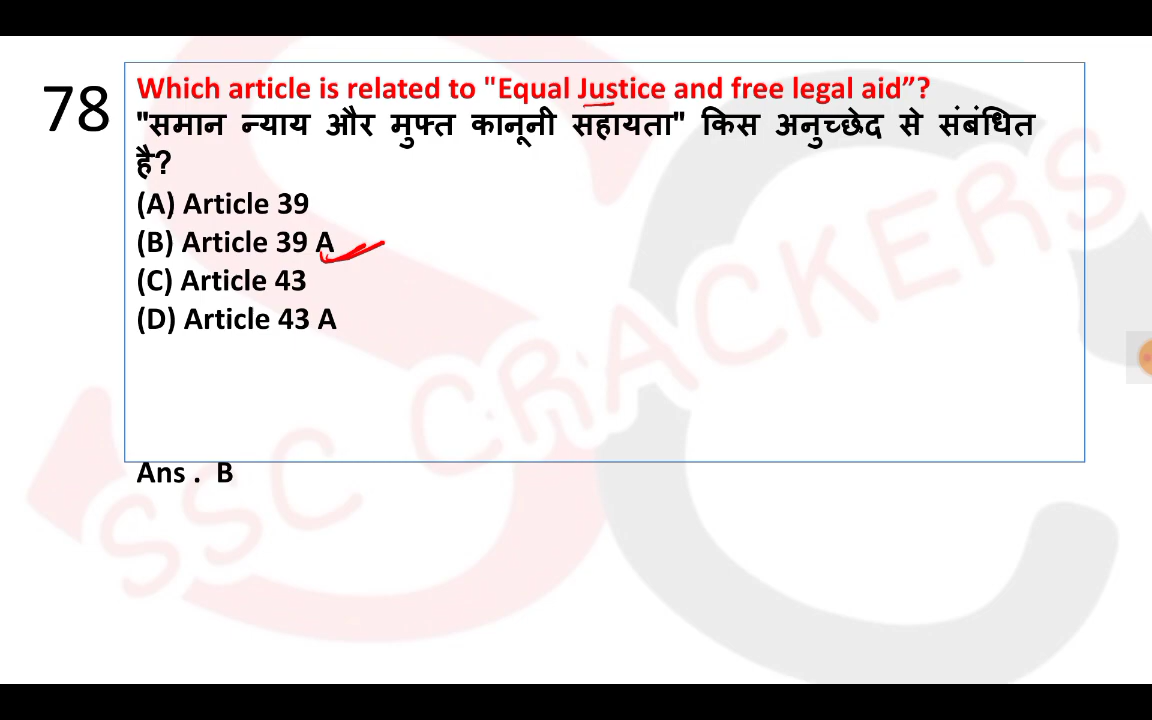 78
Which article is related to "Equal Justice and free legal aid”?
"समान न्याय और मुफ्त कानूनी सहायता" किस अनुच्छेद से संबंधित
है?
(A) Article 39
(B) Article 39 A
(C) Article 43
(D) Article 43 A
Ans . B
SSC CRACKERS